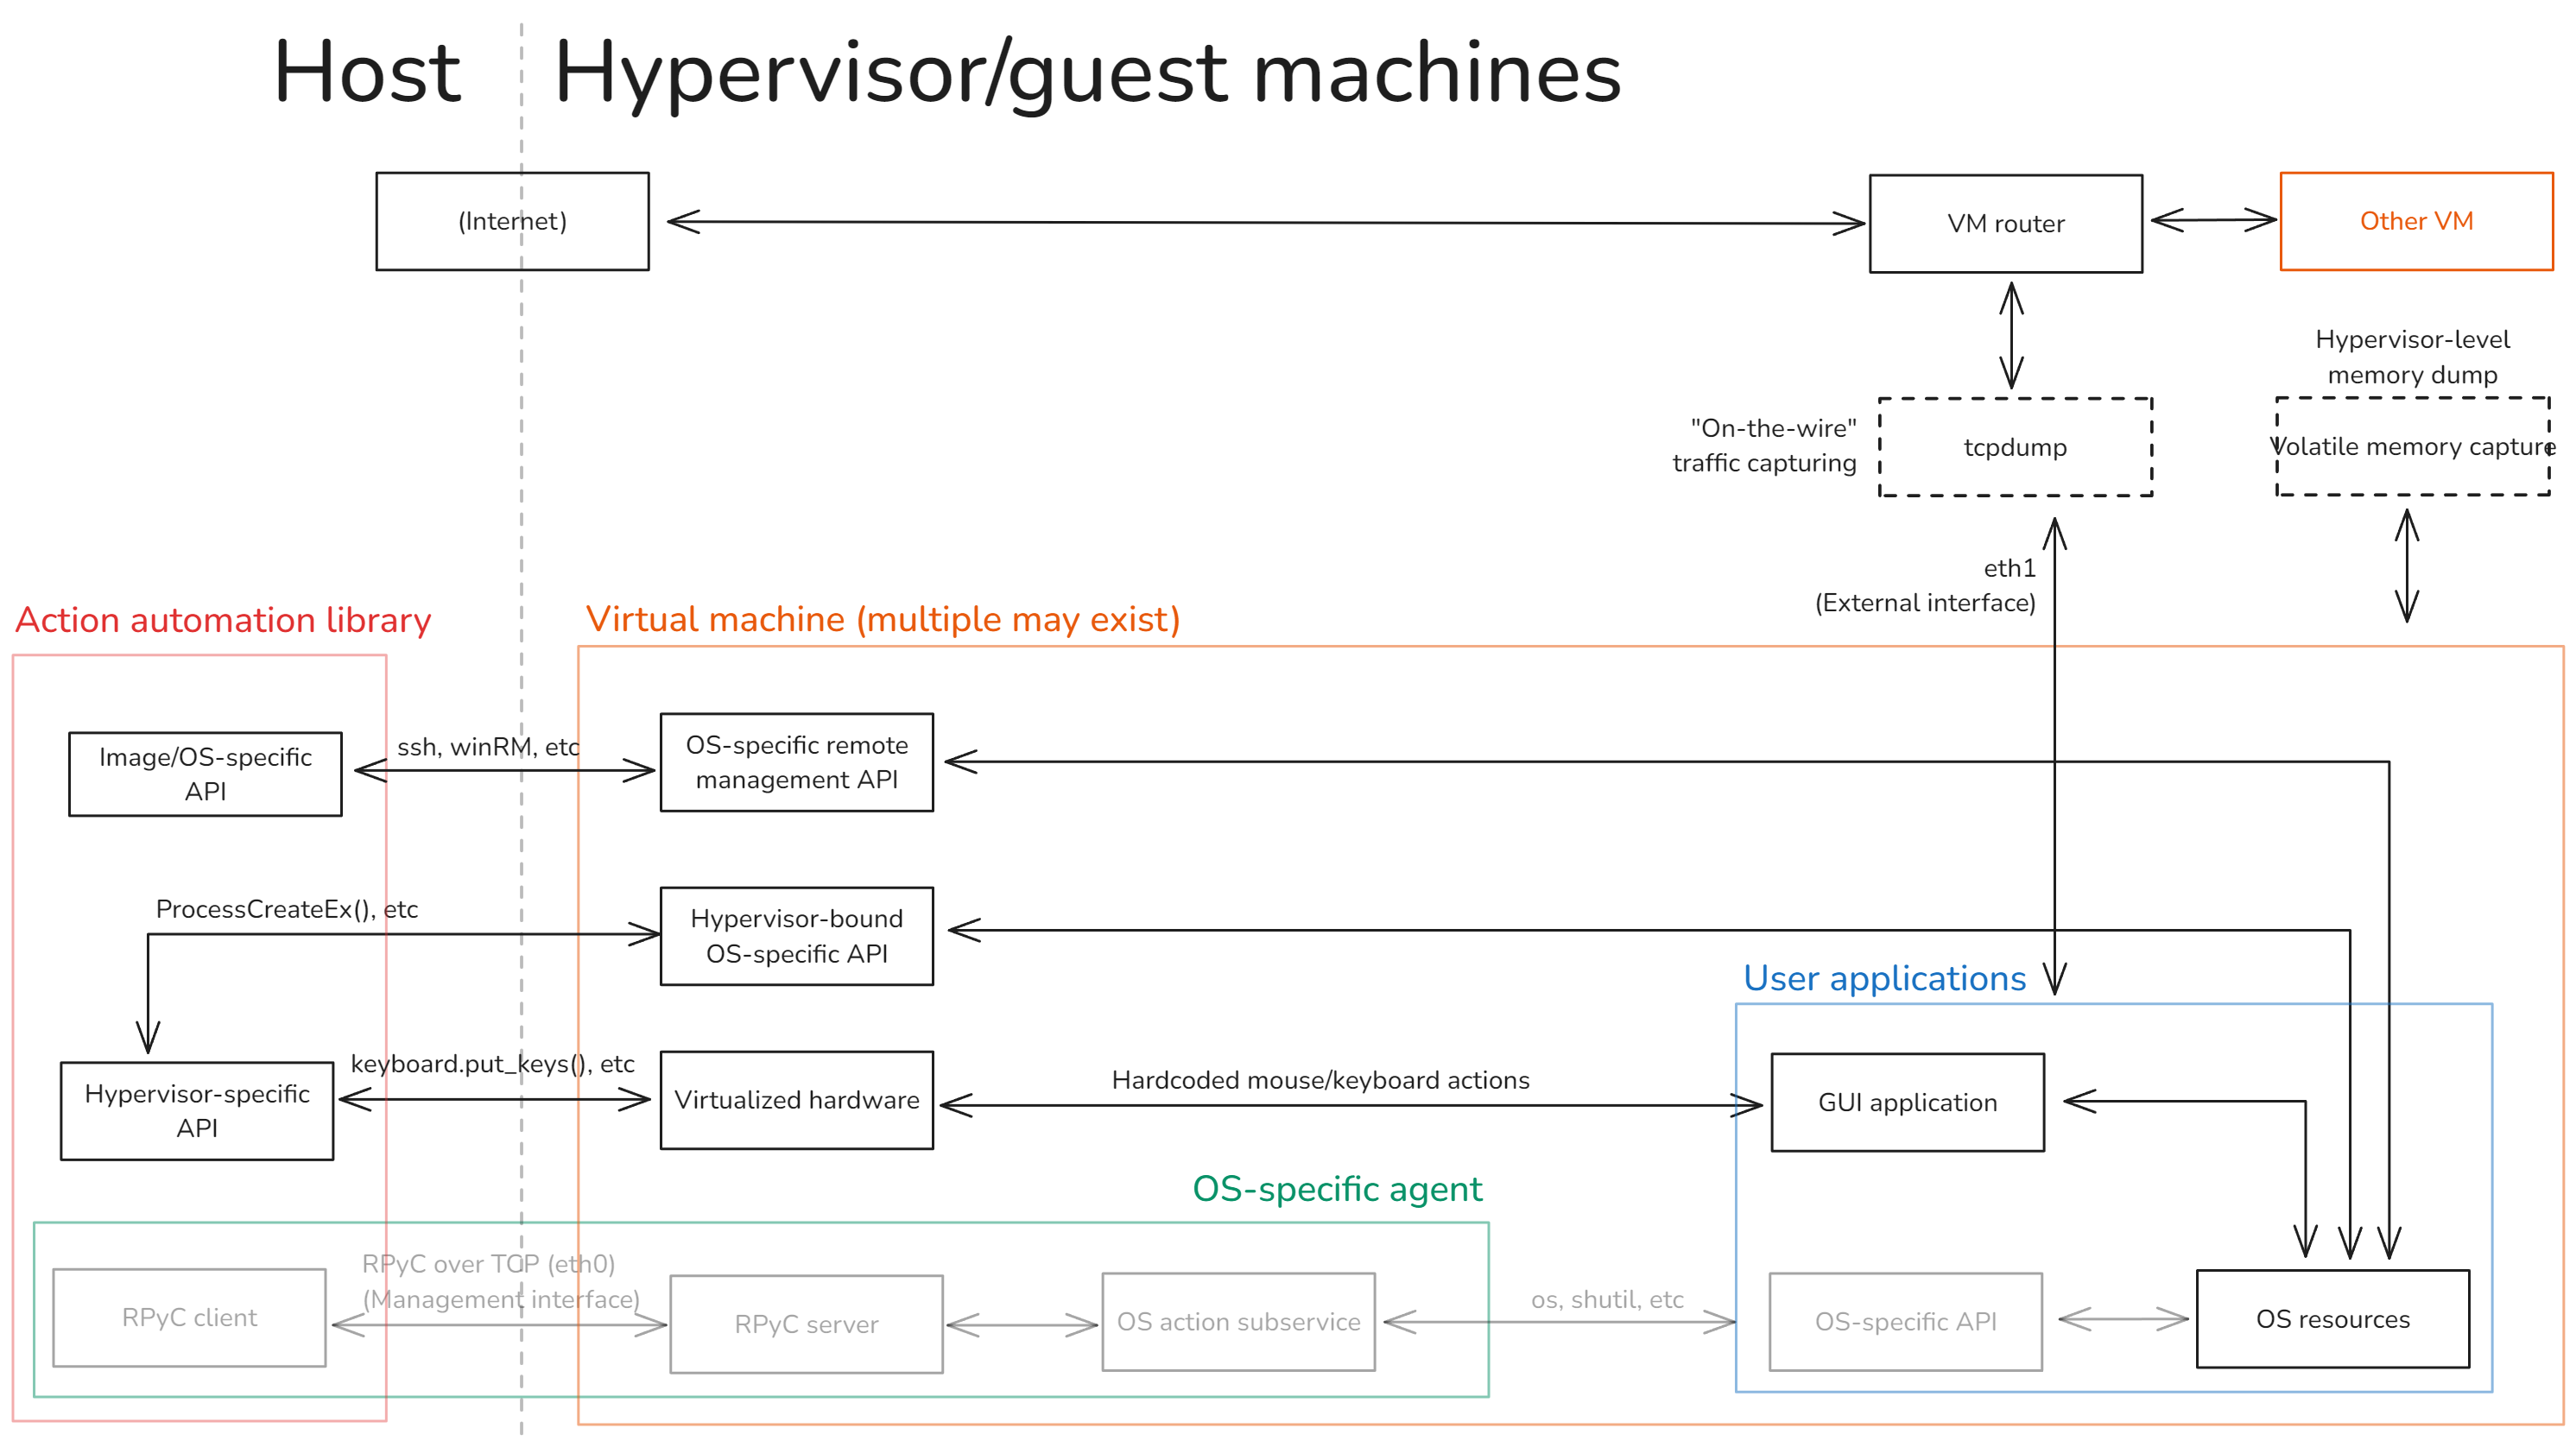 Host
Hypervisor/guest machines
(Internet)
VM router
Other VM
Hypervisor-level
memory dump
"On-the-wire"
traffic capturing
tcpdump
Volatile memory capture
eth1
(External interface)
Action automation library
Virtual machine (multiple may exist)
Image/OS-specific
API
ssh, winRM, etc
OS-specific remote
management API
ProcessCreateEx(), etc
Hypervisor-bound
OS-specific API
User applications
Hypervisor-specific
API
keyboard.put_keys(), etc
Virtualized hardware
Hardcoded mouse/keyboard actions
GUI application
OS-specific agent
RPyC client
RPyC over TCP (eth0)
(Management interface)
RPyC server
OS action subservice
os, shutil, etc
OS-specific API
OS resources